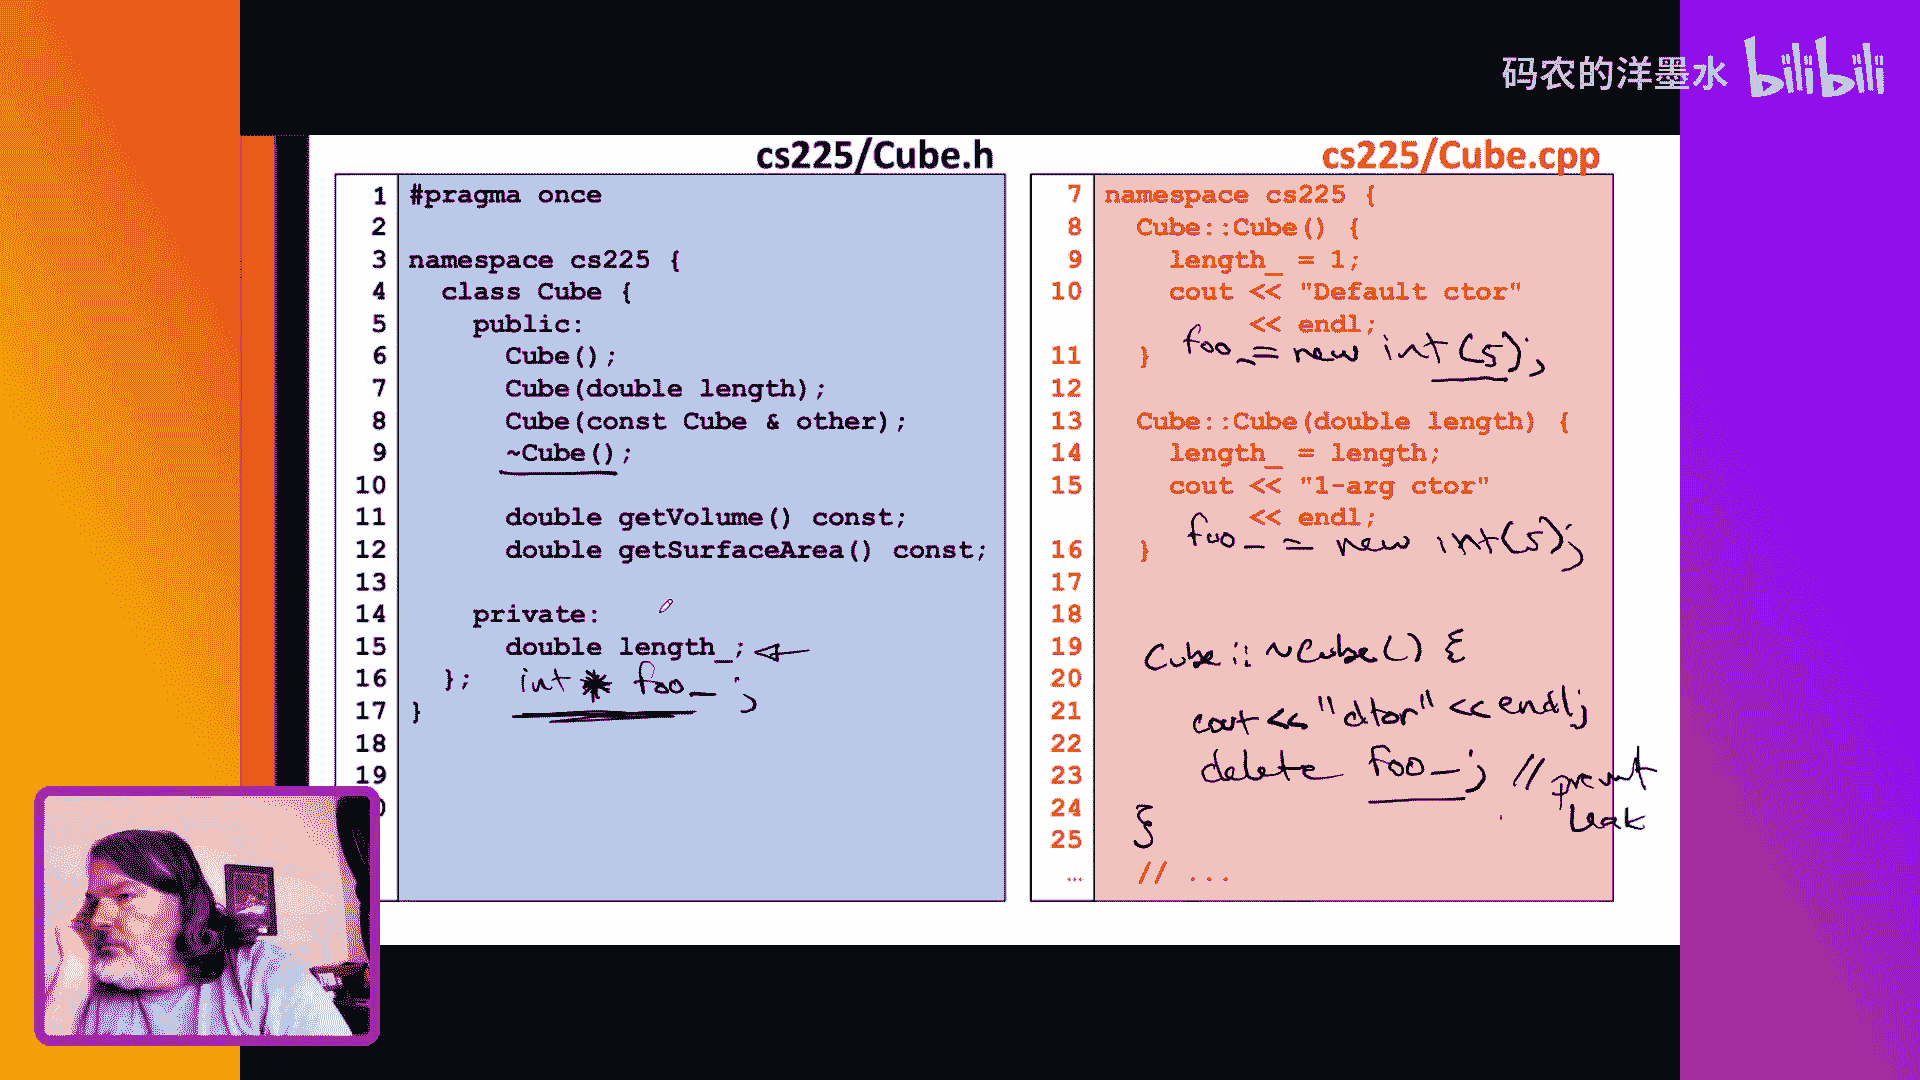 码农的洋墨水 bilibili
cs225/Cube.h
1 #pragma once
2
3 namespace cs225 {
4 class Cube {
5 public:
6 Cube();
7 Cube(double length);
8 Cube(const Cube & other);
9 ~Cube();
10
11 double getVolume() const;
12 double getSurfaceArea() const;
13
14 private:
15 double length_;
16 }; int * foo_;
17 }
18
19
0
cs225/Cube.cpp
7 namespace cs225 {
8 Cube::Cube() {
9 length_ = 1;
10 cout << "Default ctor"
<< endl;
foo_ = new int(5);
11 }
12
13 Cube::Cube(double length) {
14 length_ = length;
15 cout << "1-arg ctor"
<< endl;
foo_ = new int(5);
16 }
17
18
19 Cube::~Cube() {
20
21 cout << "dtor" << endl;
22
23 delete foo_; // prevent
24 } leak
25
... // ...